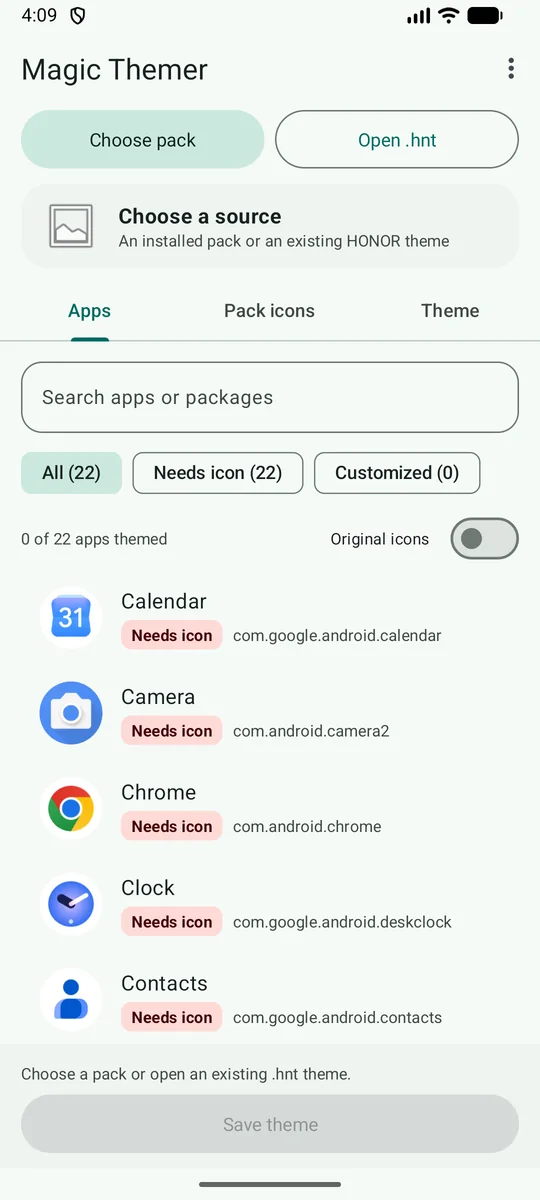 4:09
Magic Themer
Choose pack
Open .hnt
Choose a source
An installed pack or an existing HONOR theme
Apps
Pack icons
Theme
Search apps or packages
All (22)
Needs icon (22)
Customized (0)
0 of 22 apps themed
Original icons
31
Calendar
Needs icon com.google.android.calendar
Camera
Needs icon com.android.camera2
Chrome
Needs icon com.android.chrome
Clock
Needs icon com.google.android.deskclock
Contacts
Needs icon com.google.android.contacts
Choose a pack or open an existing .hnt theme.
Save theme